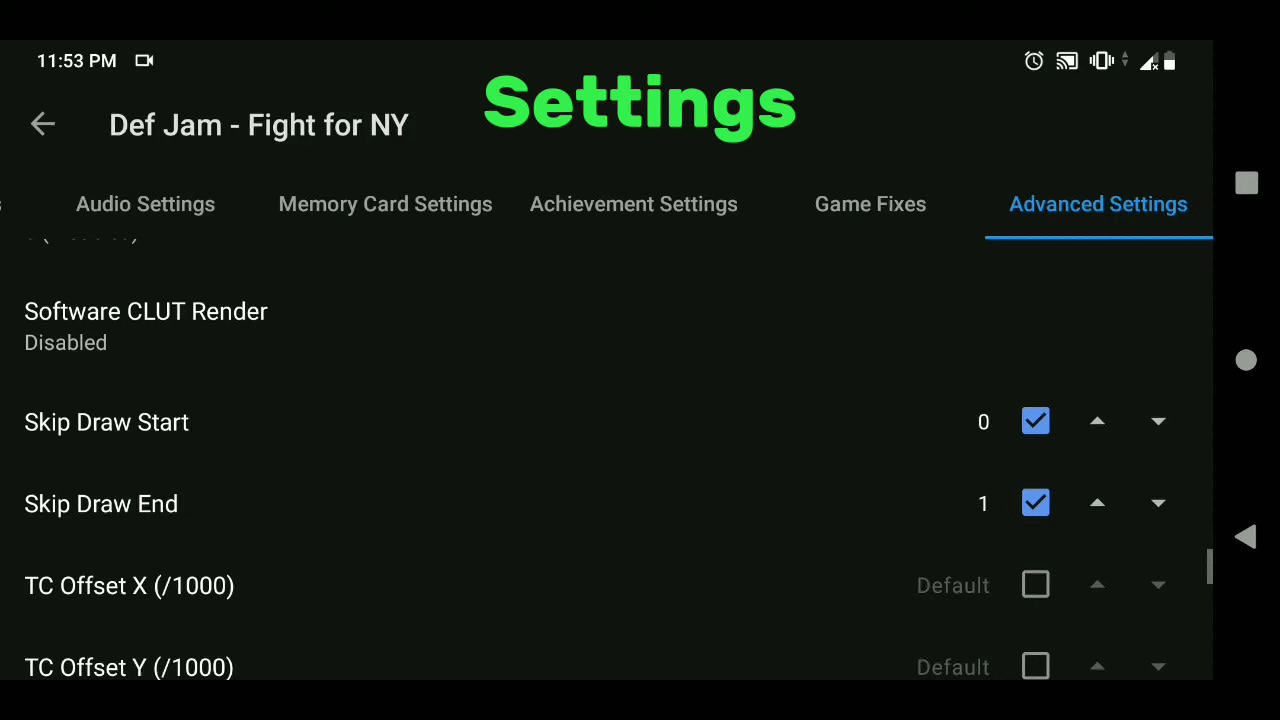 11:53 PM
Settings
Def Jam - Fight for NY
Audio Settings
Memory Card Settings
Achievement Settings
Game Fixes
Advanced Settings
Software CLUT Render
Disabled
Skip Draw Start
0
Skip Draw End
1
TC Offset X (/1000)
Default
TC Offset Y (/1000)
Default